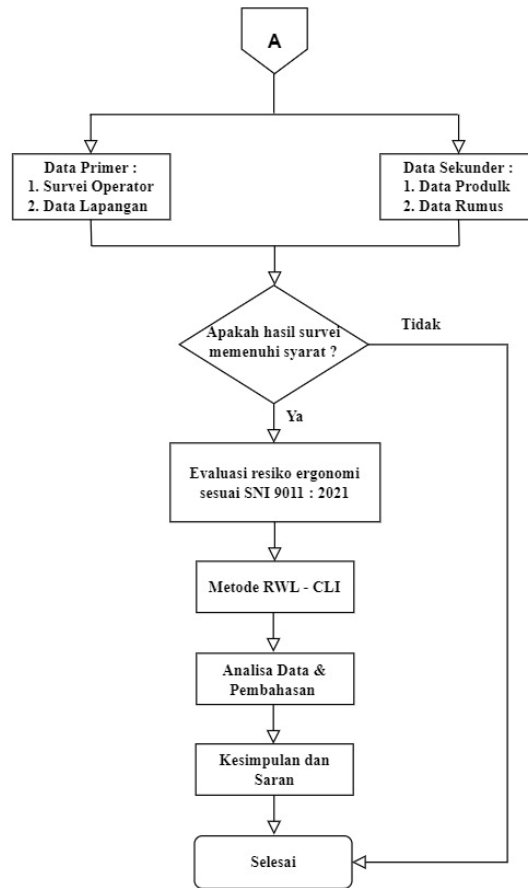 A
Data Primer :
1. Survei Operator
2. Data Lapangan
Data Sekunder :
1. Data Produlk
2. Data Rumus
Apakah hasil survei
memenuhi syarat ?
Tidak
Ya
Evaluasi resiko ergonomi
sesuai SNI 9011 : 2021
Metode RWL - CLI
Analisa Data &
Pembahasan
Kesimpulan dan
Saran
Selesai